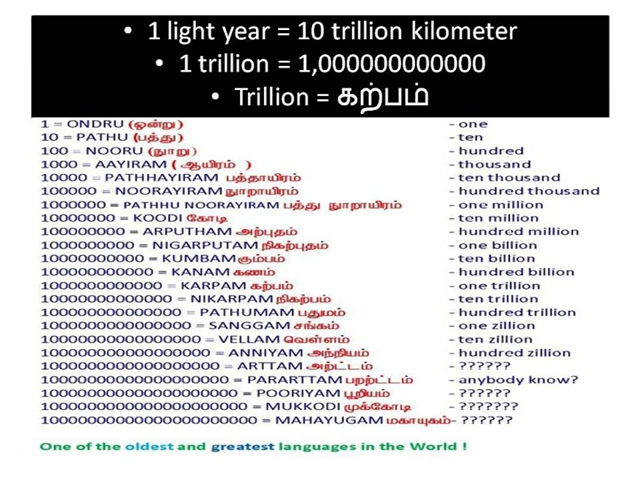 • 1 light year = 10 trillion kilometer
• 1 trillion = 1,000000000000
• Trillion = கற்பம்
1 = ONDRU (ஒன்று) - one
10 = PATHU (பத்து) - ten
100 = NOORU (நூறு) - hundred
1000 = AAYIRAM ( ஆயிரம் ) - thousand
10000 = PATHHAYIRAM பத்தாயிரம் - ten thousand
100000 = NOORAYIRAM நூறாயிரம் - hundred thousand
1000000 = PATHHU NOORAYIRAM பத்து நூறாயிரம் - one million
10000000 = KOODI கோடி - ten million
100000000 = ARPUTHAM அற்புதம் - hundred million
1000000000 = NIGARPUTAM நிகற்புதம் - one billion
10000000000 = KUMBAM கும்பம் - ten billion
100000000000 = KANAM கணம் - hundred billion
1000000000000 = KARPAM கற்பம் - one trillion
10000000000000 = NIKARPAM நிகற்பம் - ten trillion
100000000000000 = PATHUMAM பதுமம் - hundred trillion
1000000000000000 = SANGGAM சங்கம் - one zillion
10000000000000000 = VELLAM வெள்ளம் - ten zillion
100000000000000000 = ANNIYAM அந்நியம் - hundred zillion
1000000000000000000 = ARTTAM அற்ட்டம் - ??????
10000000000000000000 = PARARTTAM பறற்ட்டம் - anybody know?
100000000000000000000 = POORIYAM பூறியம் - ??????
1000000000000000000000 = MUKKODI முக்கோடி - ???????
10000000000000000000000 = MAHAYUGAM மகாயுகம் - ??????
One of the oldest and greatest languages in the World !